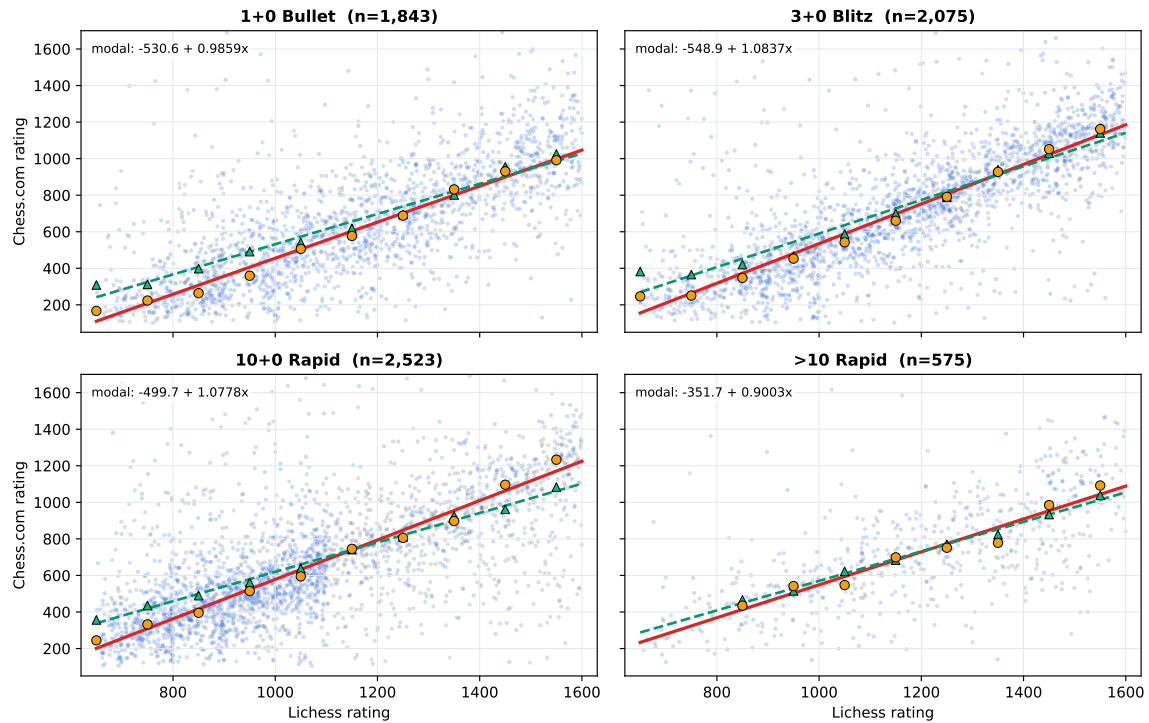 1+0 Bullet  (n=1,843)
modal: -530.6 + 0.9859x
Chess.com rating
1600
1400
1200
1000
800
600
400
200
3+0 Blitz  (n=2,075)
modal: -548.9 + 1.0837x
10+0 Rapid  (n=2,523)
modal: -499.7 + 1.0778x
Chess.com rating
1600
1400
1200
1000
800
600
400
200
800 1000 1200 1400 1600
Lichess rating
>10 Rapid  (n=575)
modal: -351.7 + 0.9003x
800 1000 1200 1400 1600
Lichess rating